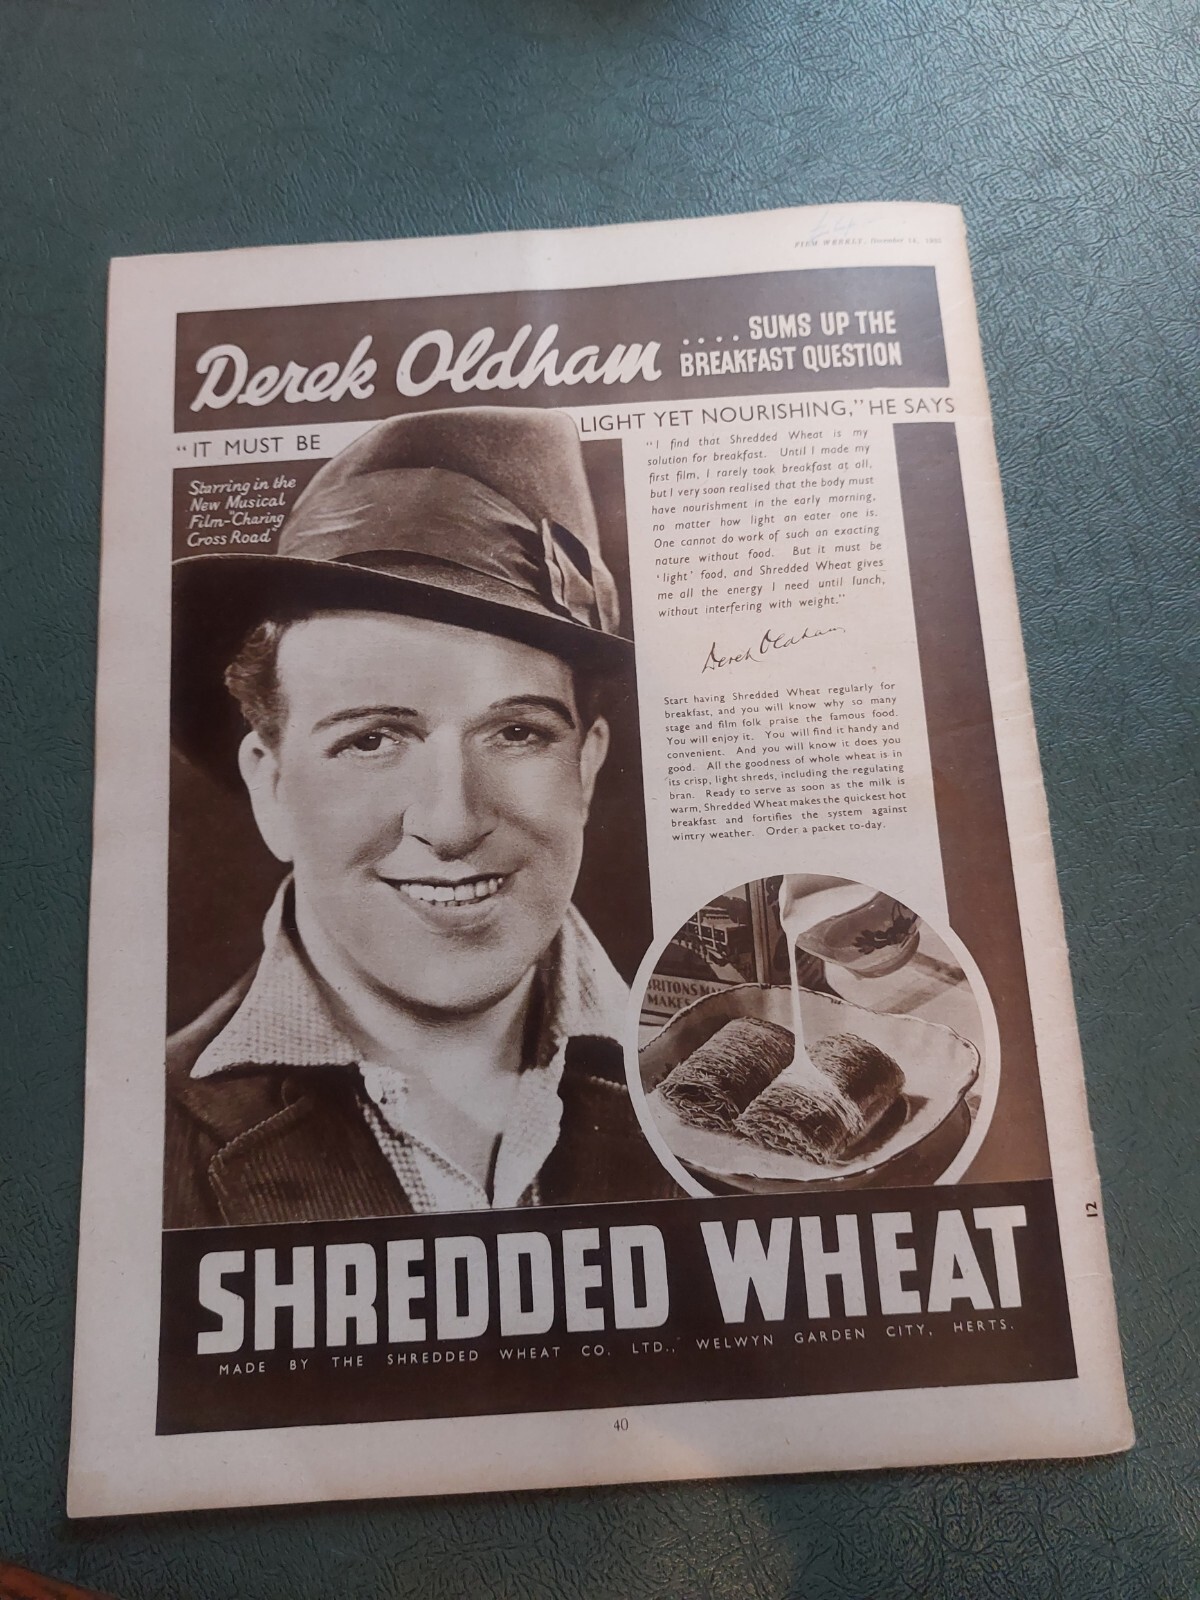 FILM WEEKLY. December 14, 1935
Derek Oldham .... SUMS UP THE
BREAKFAST QUESTION
"IT MUST BE LIGHT YET NOURISHING," HE SAYS
Starring in the
New Musical
Film-"Charing
Cross Road"
"I find that Shredded Wheat is my
solution for breakfast. Until I made my
first film, I rarely took breakfast at all,
but I very soon realised that the body must
have nourishment in the early morning,
no matter how light an eater one is.
One cannot do work of such an exacting
nature without food. But it must be
'light' food, and Shredded Wheat gives
me all the energy I need until lunch,
without interfering with weight."
Derek Oldham
Start having Shredded Wheat regularly for
breakfast, and you will know why so many
stage and film folk praise the famous food.
You will enjoy it. You will find it handy and
convenient. And you will know it does you
good. All the goodness of whole wheat is in
its crisp, light shreds, including the regulating
bran. Ready to serve as soon as the milk is
warm, Shredded Wheat makes the quickest hot
breakfast and fortifies the system against
wintry weather. Order a packet to-day.
BRITONS MA
MAKES
SHREDDED WHEAT
MADE BY THE SHREDDED WHEAT CO. LTD., WELWYN GARDEN CITY, HERTS.
12
40